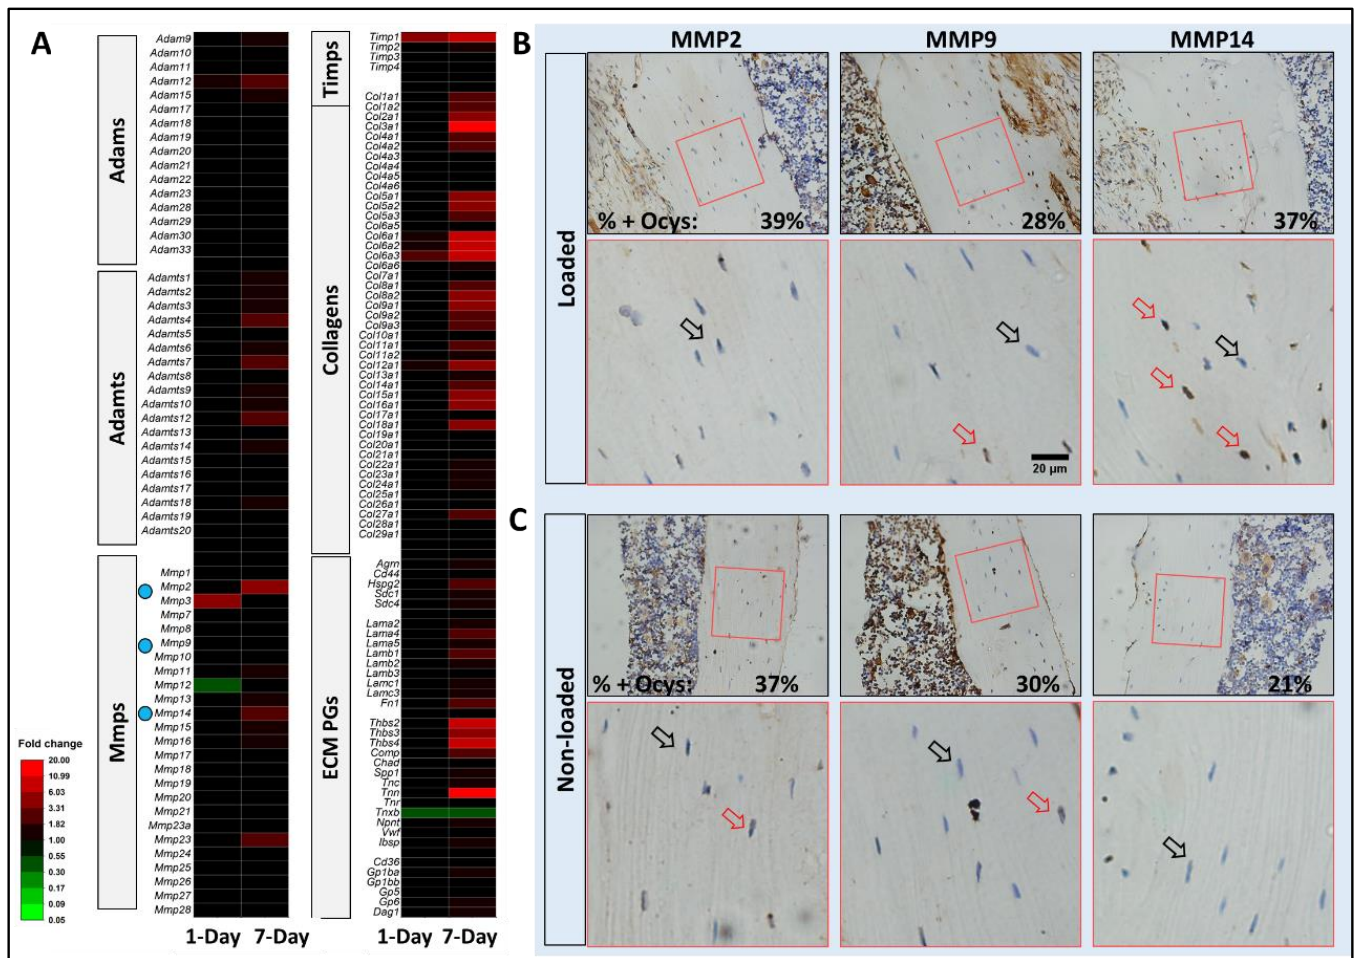 A
Adams
Adam9
Adam10
Adam11
Adam12
Adam15
Adam17
Adam18
Adam19
Adam20
Adam21
Adam22
Adam23
Adam28
Adam29
Adam30
Adam33
Adamts
Adamts1
Adamts2
Adamts3
Adamts4
Adamts5
Adamts6
Adamts7
Adamts8
Adamts9
Adamts10
Adamts12
Adamts13
Adamts14
Adamts15
Adamts16
Adamts17
Adamts18
Adamts19
Adamts20
Mmps
Mmp1
Mmp2
Mmp3
Mmp7
Mmp8
Mmp9
Mmp10
Mmp11
Mmp12
Mmp13
Mmp14
Mmp15
Mmp16
Mmp17
Mmp18
Mmp19
Mmp20
Mmp21
Mmp23a
Mmp23
Mmp24
Mmp25
Mmp26
Mmp27
Mmp28
Fold change
20.00
10.99
6.03
3.31
1.82
1.00
0.55
0.30
0.17
0.09
0.05
1-Day 7-Day
Timps
Timp1
Timp2
Timp3
Timp4
Collagens
Col1a1
Col1a2
Col2a1
Col3a1
Col4a1
Col4a2
Col4a3
Col4a4
Col4a5
Col4a6
Col5a1
Col5a2
Col5a3
Col6a5
Col6a1
Col6a2
Col6a3
Col6a6
Col7a1
Col8a1
Col8a2
Col9a1
Col9a2
Col9a3
Col10a1
Col11a1
Col11a2
Col12a1
Col13a1
Col14a1
Col15a1
Col16a1
Col17a1
Col18a1
Col19a1
Col20a1
Col21a1
Col22a1
Col23a1
Col24a1
Col25a1
Col26a1
Col27a1
Col28a1
Col29a1
ECM PGs
Agrn
Cd44
Hspg2
Sdc1
Sdc4
Lama2
Lama4
Lama5
Lamb1
Lamb2
Lamb3
Lamc1
Lamc3
Fn1
Thbs2
Thbs3
Thbs4
Comp
Chad
Spp1
Tnc
Tnn
Tnr
Tnxb
Npnt
Vwf
Ibsp
Cd36
Gp1ba
Gp1bb
Gp5
Gp6
Dag1
1-Day 7-Day
B
MMP2 MMP9 MMP14
Loaded
% + Ocys: 39% 28% 37%
20 µm
C
Non-loaded
% + Ocys: 37% 30% 21%